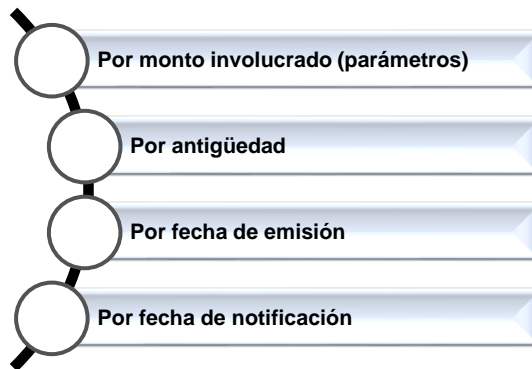 Por monto involucrado (parámetros)
Por antigüedad
Por fecha de emisión
Por fecha de notificación